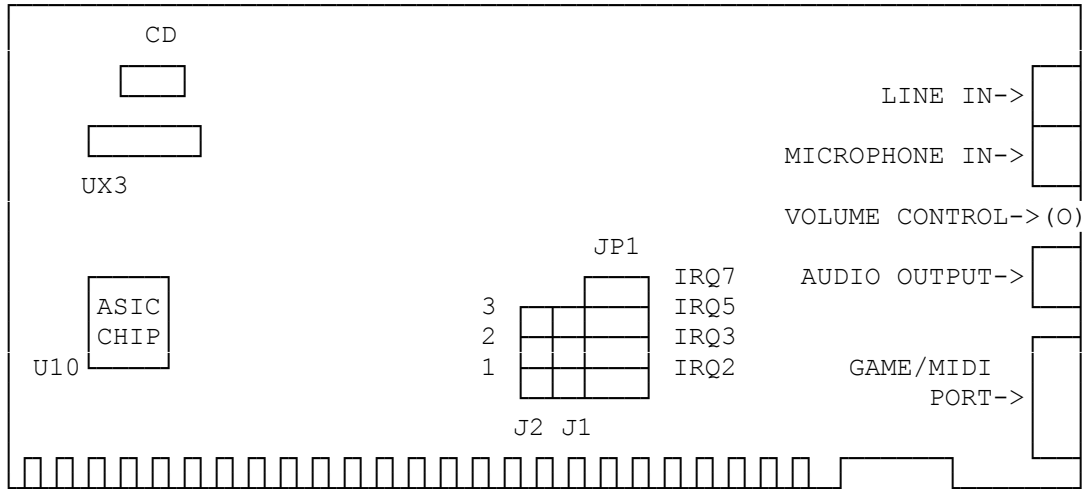 CD
LINE IN->
MICROPHONE IN->
UX3
VOLUME CONTROL->(O)
JP1
IRQ7 AUDIO OUTPUT->
ASIC 3 IRQ5
CHIP 2 IRQ3
U10 1 IRQ2 GAME/MIDI
PORT->
J2 J1